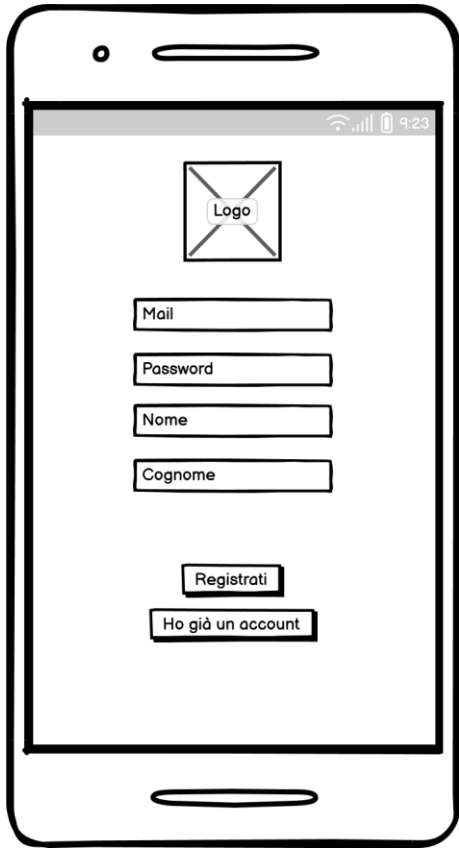 9:23
Logo
Mail
Password
Nome
Cognome
Registrati
Ho già un account